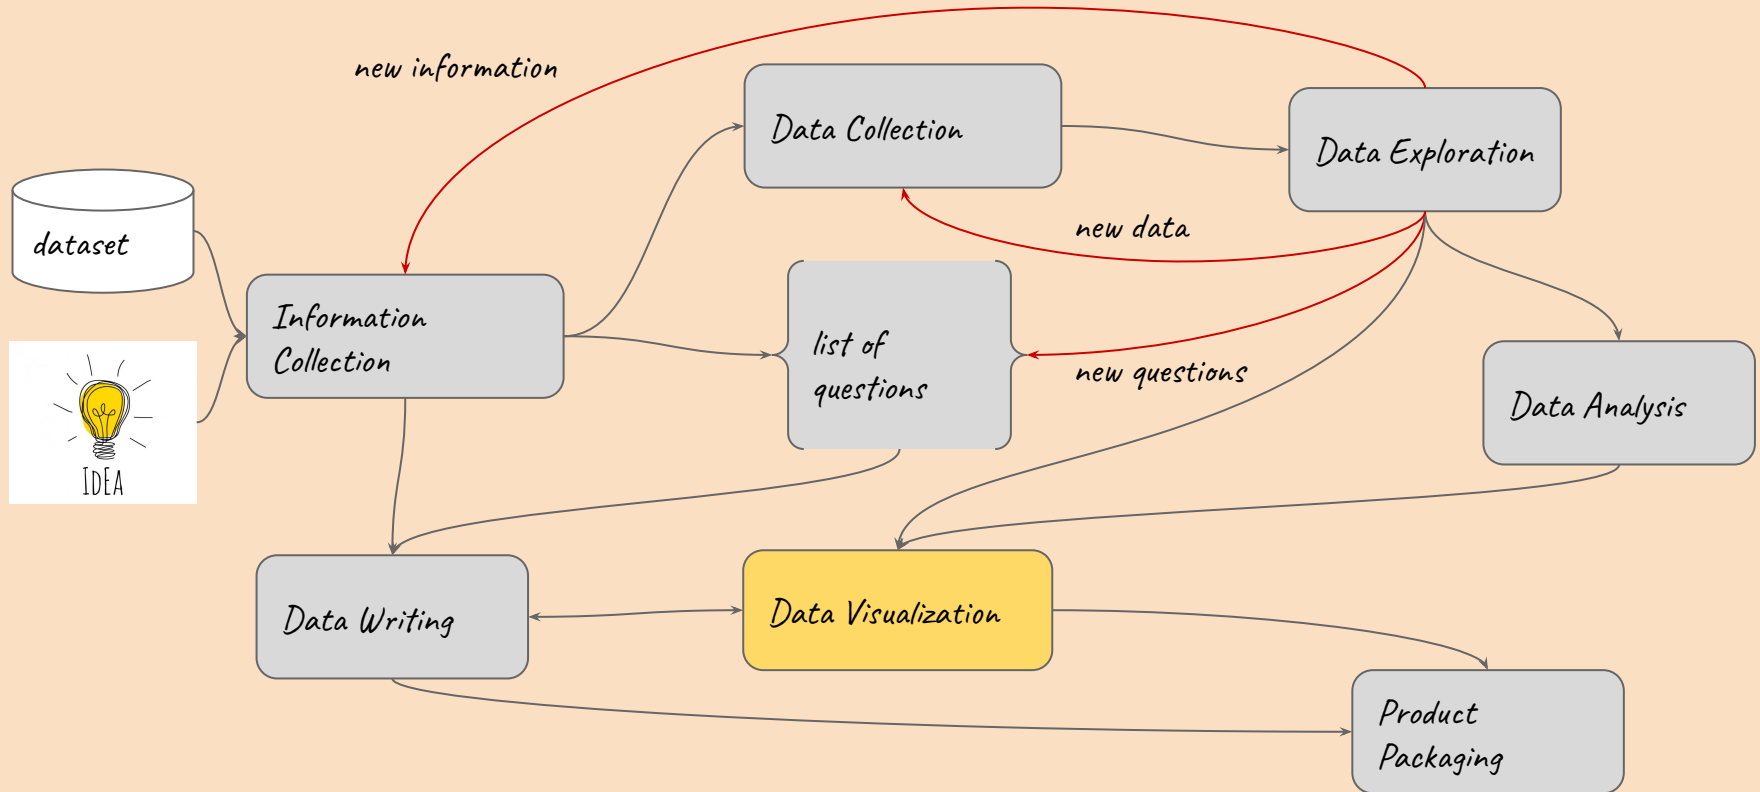 new information
Data Collection
Data Exploration
dataset
new data
Information
Collection
list of
questions
new questions
Data Analysis
IdEA
Data Writing
Data Visualization
Product
Packaging